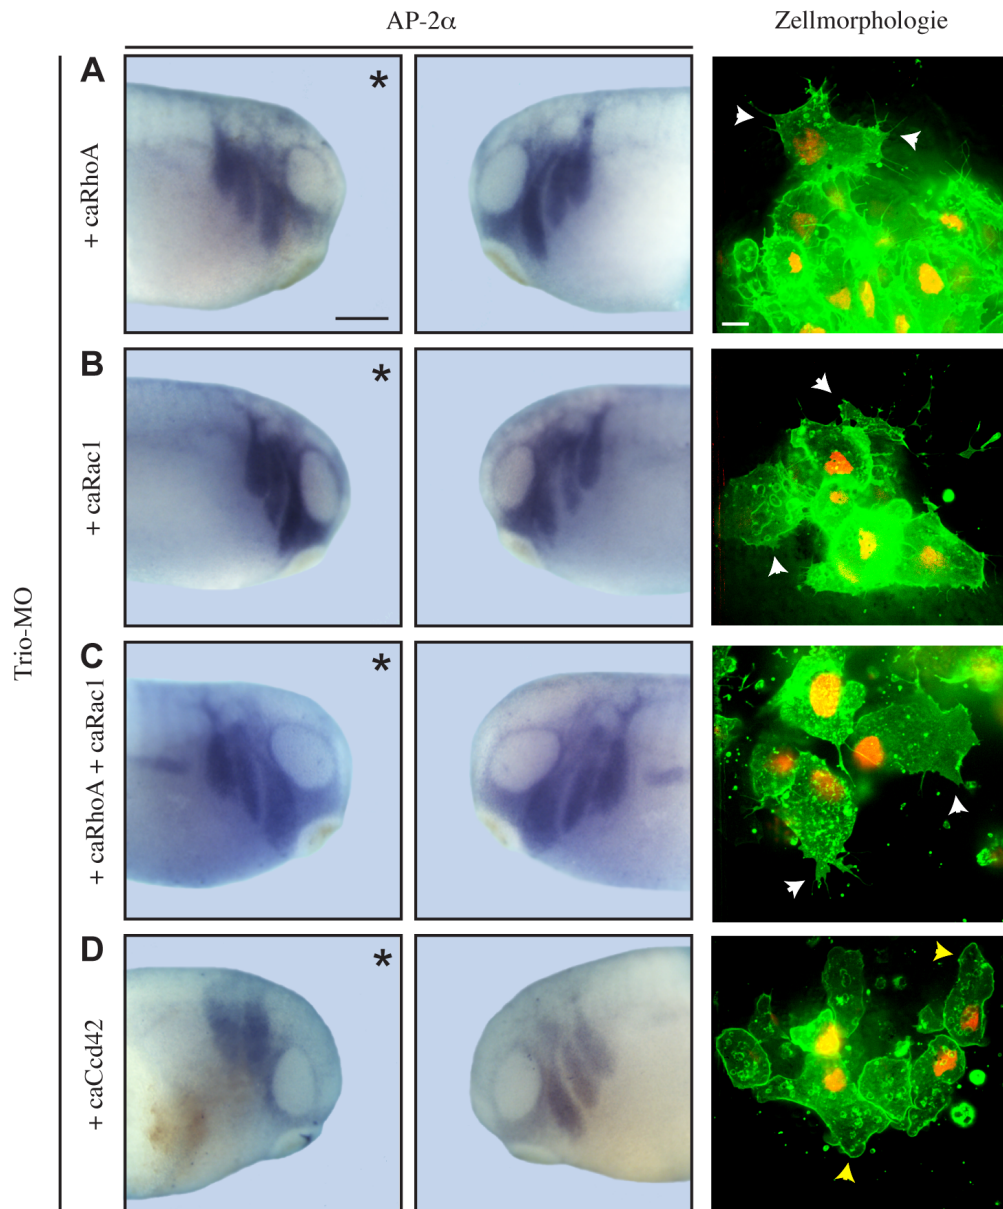 AP-2α
Zellmorphologie
Trio-MO
A
+ caRhoA
*
B
+ caRac1
*
C
+ caRhoA + caRac1
*
D
+ caCcd42
*